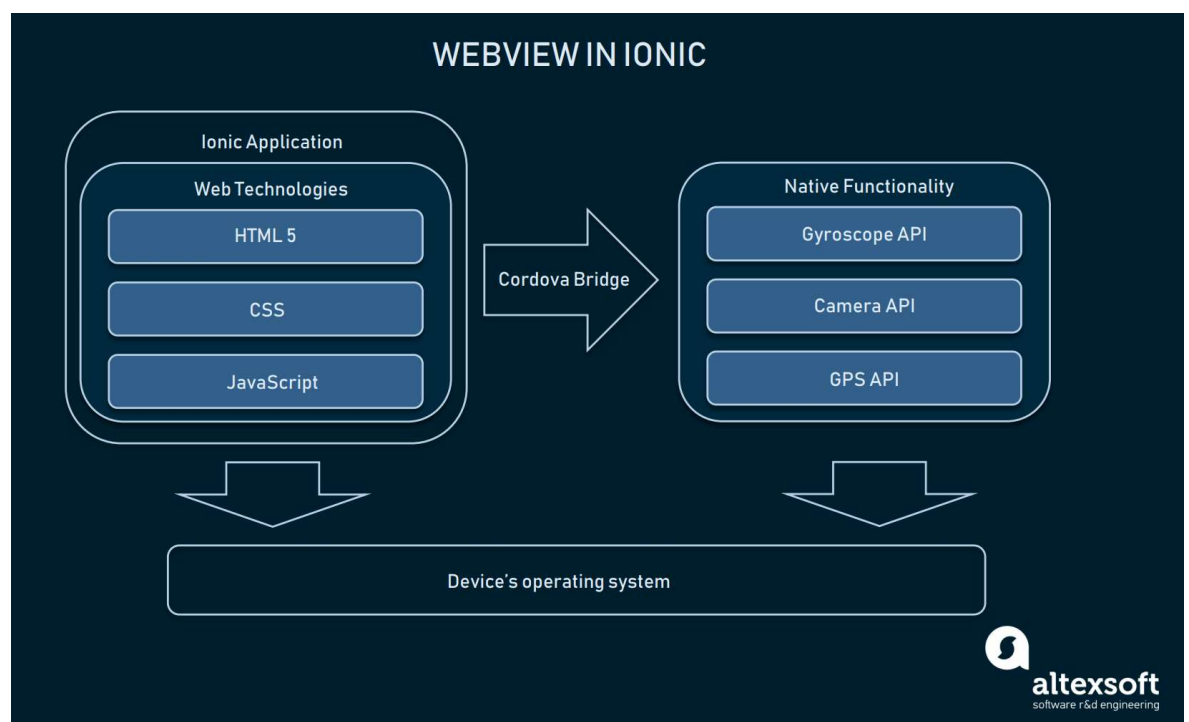 WEBVIEW IN IONIC
Ionic Application
Web Technologies
HTML 5
CSS
JavaScript
Cordova Bridge
Native Functionality
Gyroscope API
Camera API
GPS API
Device's operating system
altexsoft
software r&d engineering